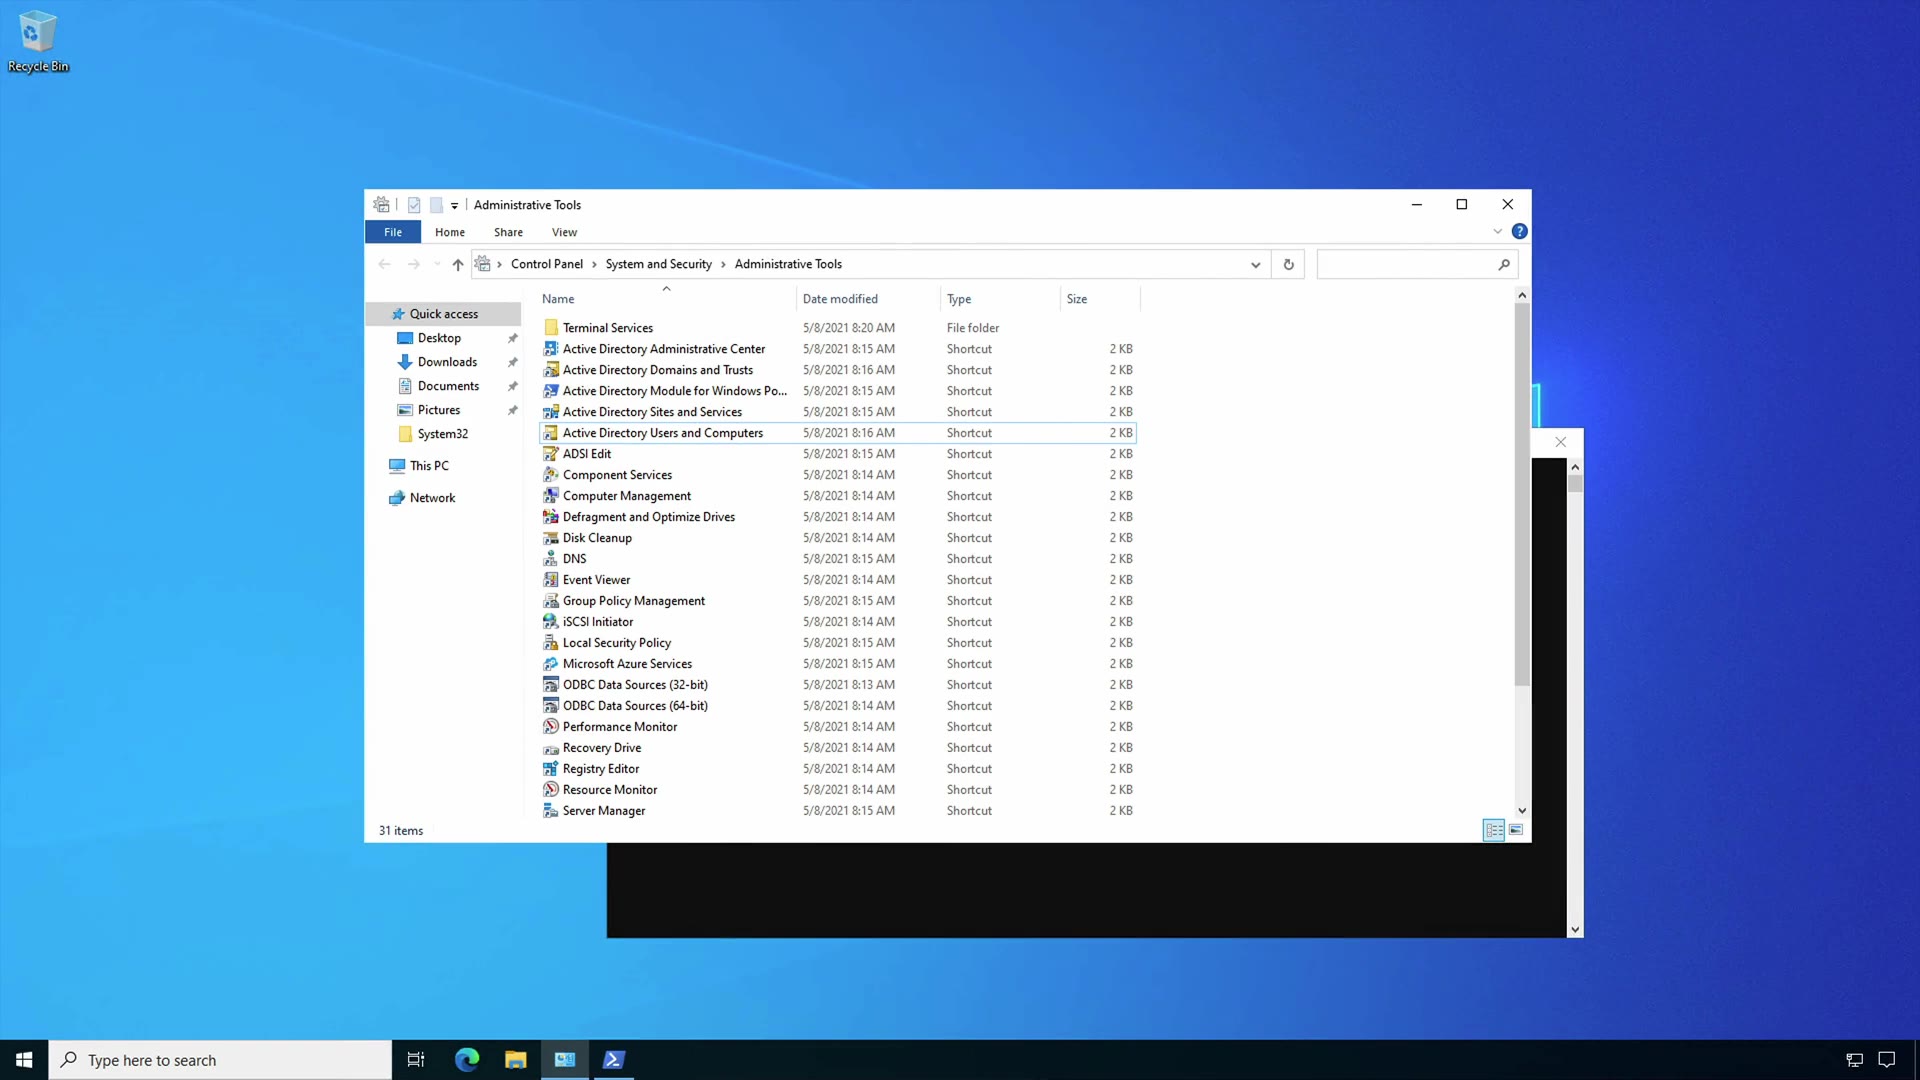 Recycle Bin
Administrative Tools
File Home Share View
Control Panel System and Security Administrative Tools
Name Date modified Type Size
Quick access
Desktop
Downloads
Documents
Pictures
System32
This PC
Network
Terminal Services 5/8/2021 8:20 AM File folder
Active Directory Administrative Center 5/8/2021 8:15 AM Shortcut 2 KB
Active Directory Domains and Trusts 5/8/2021 8:16 AM Shortcut 2 KB
Active Directory Module for Windows Po... 5/8/2021 8:15 AM Shortcut 2 KB
Active Directory Sites and Services 5/8/2021 8:15 AM Shortcut 2 KB
Active Directory Users and Computers 5/8/2021 8:16 AM Shortcut 2 KB
ADSI Edit 5/8/2021 8:15 AM Shortcut 2 KB
Component Services 5/8/2021 8:14 AM Shortcut 2 KB
Computer Management 5/8/2021 8:14 AM Shortcut 2 KB
Defragment and Optimize Drives 5/8/2021 8:14 AM Shortcut 2 KB
Disk Cleanup 5/8/2021 8:14 AM Shortcut 2 KB
DNS 5/8/2021 8:15 AM Shortcut 2 KB
Event Viewer 5/8/2021 8:14 AM Shortcut 2 KB
Group Policy Management 5/8/2021 8:15 AM Shortcut 2 KB
iSCSI Initiator 5/8/2021 8:14 AM Shortcut 2 KB
Local Security Policy 5/8/2021 8:15 AM Shortcut 2 KB
Microsoft Azure Services 5/8/2021 8:15 AM Shortcut 2 KB
ODBC Data Sources (32-bit) 5/8/2021 8:13 AM Shortcut 2 KB
ODBC Data Sources (64-bit) 5/8/2021 8:14 AM Shortcut 2 KB
Performance Monitor 5/8/2021 8:14 AM Shortcut 2 KB
Recovery Drive 5/8/2021 8:14 AM Shortcut 2 KB
Registry Editor 5/8/2021 8:14 AM Shortcut 2 KB
Resource Monitor 5/8/2021 8:14 AM Shortcut 2 KB
Server Manager 5/8/2021 8:15 AM Shortcut 2 KB
31 items
Type here to search